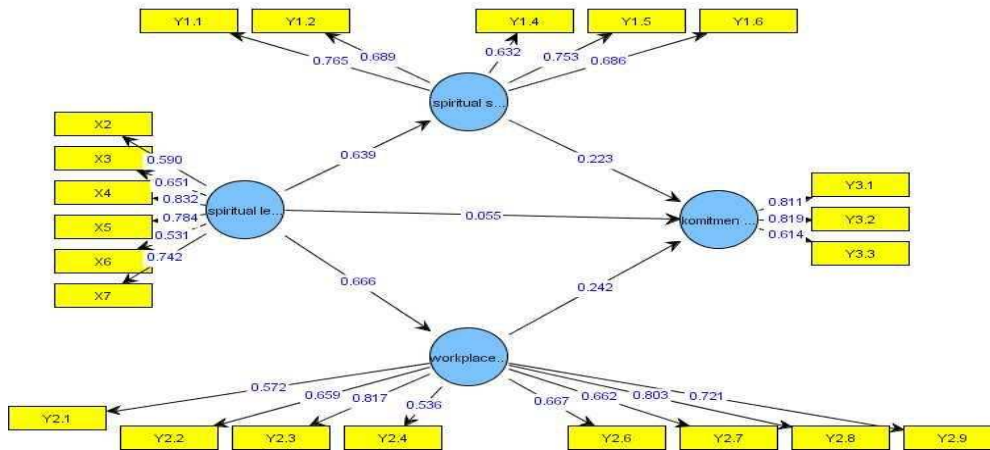 Y1.1
Y1.2
Y1.4
Y1.5
Y1.6
0.765
0.689
0.632
0.753
0.686
spiritual s...
X2
X3
X4
X5
X6
X7
0.590
0.651
0.832
0.784
0.531
0.742
spiritual le...
0.639
0.055
0.666
0.223
0.242
komitmen ...
0.811
0.819
0.614
Y3.1
Y3.2
Y3.3
workplace...
0.572
0.659
0.817
0.536
0.667
0.662
0.803
0.721
Y2.1
Y2.2
Y2.3
Y2.4
Y2.6
Y2.7
Y2.8
Y2.9